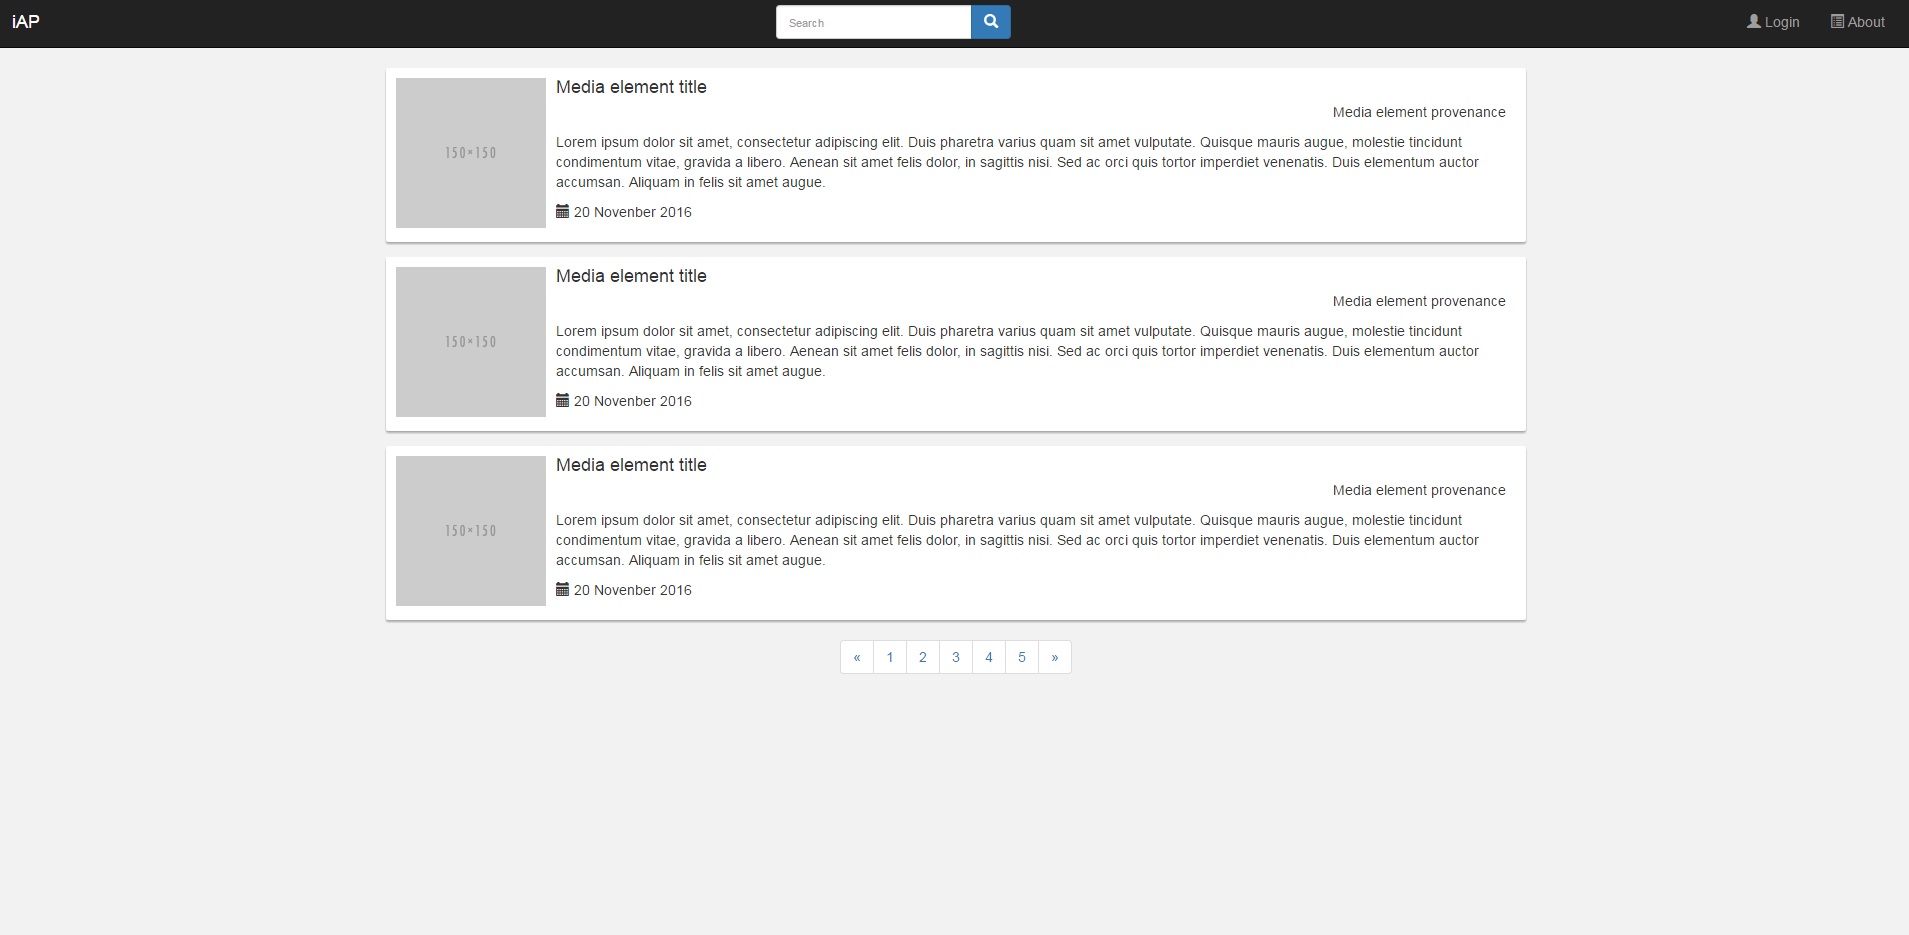 iAP
Search
Login
About
150×150
Media element title
Media element provenance
Lorem ipsum dolor sit amet, consectetur adipiscing elit. Duis pharetra varius quam sit amet vulputate. Quisque mauris augue, molestie tincidunt
condimentum vitae, gravida a libero. Aenean sit amet felis dolor, in sagittis nisi. Sed ac orci quis tortor imperdiet venenatis. Duis elementum auctor
accumsan. Aliquam in felis sit amet augue.
20 Novenber 2016
150×150
Media element title
Media element provenance
Lorem ipsum dolor sit amet, consectetur adipiscing elit. Duis pharetra varius quam sit amet vulputate. Quisque mauris augue, molestie tincidunt
condimentum vitae, gravida a libero. Aenean sit amet felis dolor, in sagittis nisi. Sed ac orci quis tortor imperdiet venenatis. Duis elementum auctor
accumsan. Aliquam in felis sit amet augue.
20 Novenber 2016
150×150
Media element title
Media element provenance
Lorem ipsum dolor sit amet, consectetur adipiscing elit. Duis pharetra varius quam sit amet vulputate. Quisque mauris augue, molestie tincidunt
condimentum vitae, gravida a libero. Aenean sit amet felis dolor, in sagittis nisi. Sed ac orci quis tortor imperdiet venenatis. Duis elementum auctor
accumsan. Aliquam in felis sit amet augue.
20 Novenber 2016
« 1 2 3 4 5 »